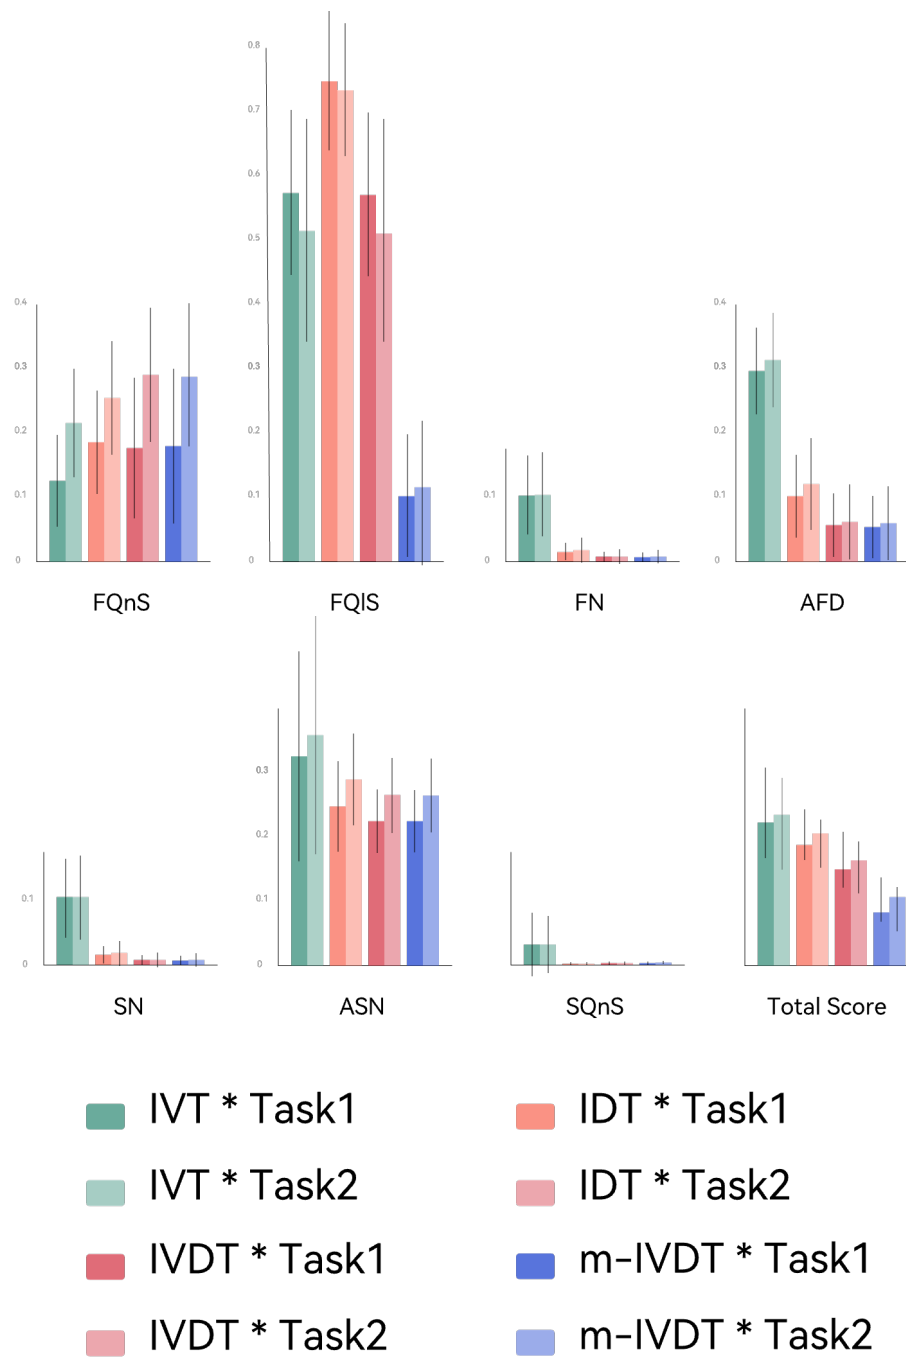 0.8
0.7
0.6
0.5
0.4 0.4 0.4
0.3 0.3 0.3
0.2 0.2 0.2
0.1 0.1 0.1 0.1
0 0 0 0
FQnS FQlS FN AFD
0.3
0.2
0.1 0.1
0 0
SN ASN SQnS Total Score
IVT * Task1 IDT * Task1
IVT * Task2 IDT * Task2
IVDT * Task1 m-IVDT * Task1
IVDT * Task2 m-IVDT * Task2